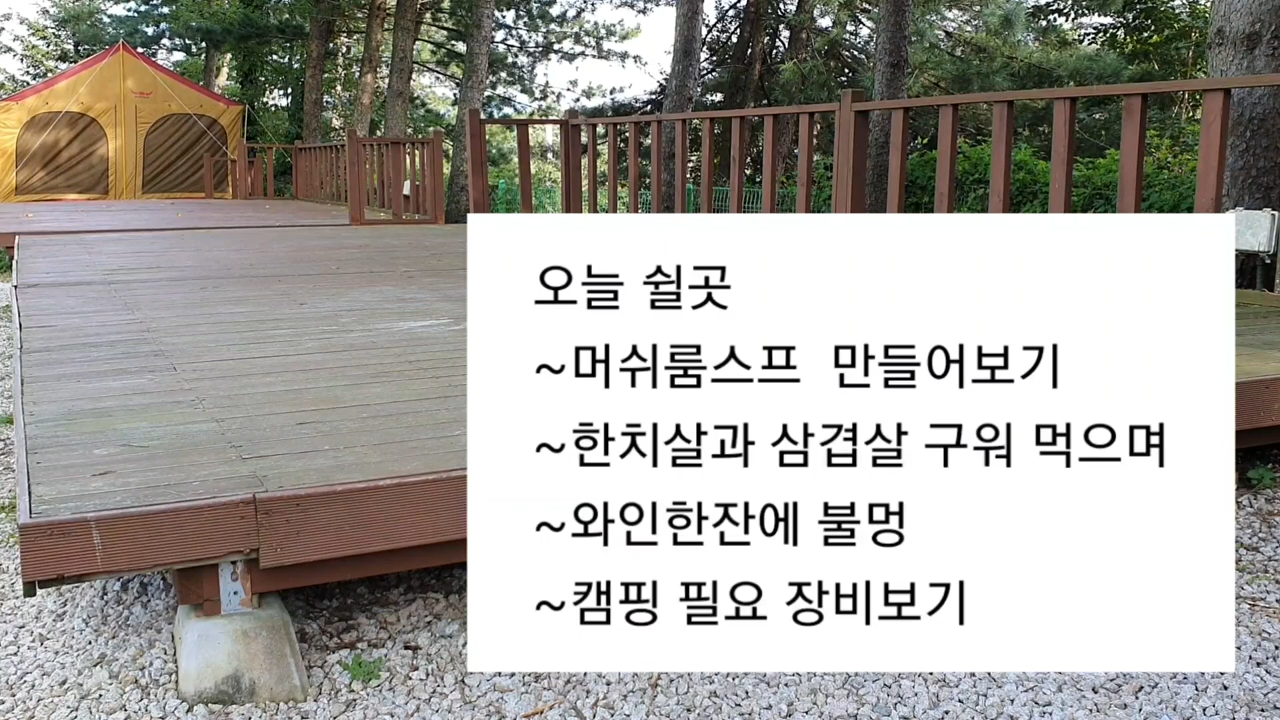 오늘 쉴곳
~머쉬룸스프 만들어보기
~한치살과 삼겹살 구워 먹으며
~와인한잔에 불멍
~캠핑 필요 장비보기